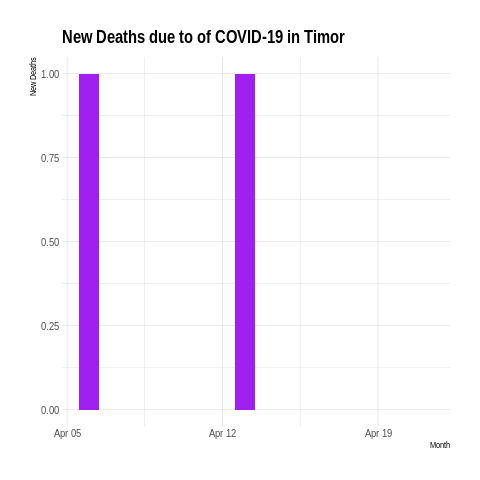 New Deaths due to of COVID-19 in Timor
New Deaths
1.00
0.75
0.50
0.25
0.00
Apr 05
Apr 12
Apr 19
Month